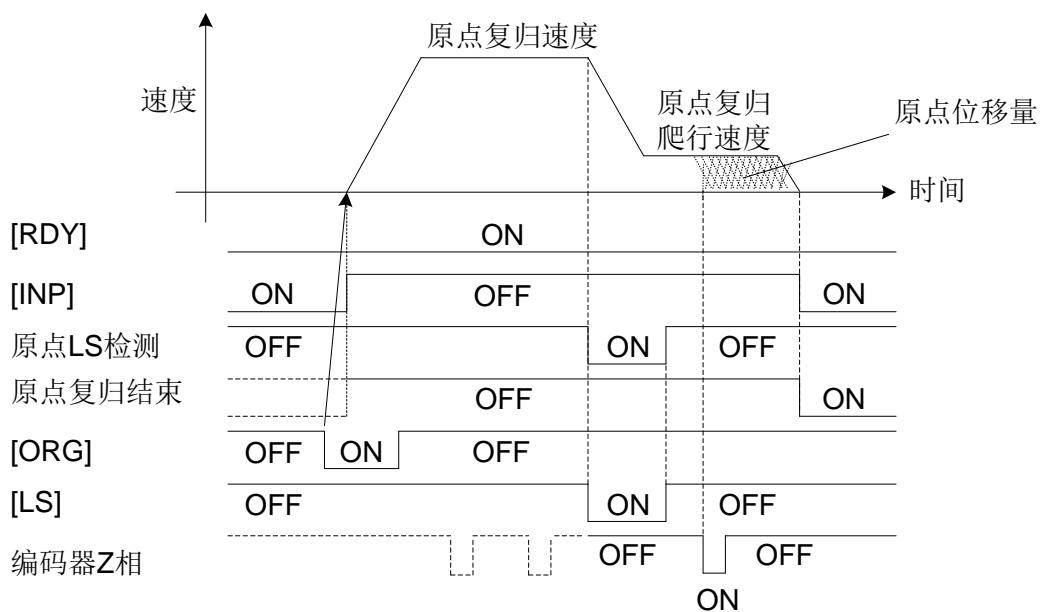 原点复归速度
速度
原点复归
爬行速度
原点位移量
时间
[RDY]
ON
[INP]
ON
OFF
ON
原点LS检测
OFF
ON
OFF
原点复归结束
OFF
ON
[ORG]
OFF
ON
OFF
[LS]
OFF
ON
OFF
编码器Z相
OFF
OFF
ON